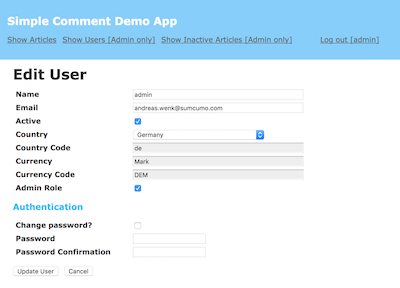 Simple Comment Demo App
Show Articles Show Users [Admin only] Show Inactive Articles [Admin only] Log out [admin]
Edit User
Name admin
Email andreas.wenk@sumcumo.com
Active
Country Germany
Country Code de
Currency Mark
Currency Code DEM
Admin Role
Authentication
Change password?
Password
Password Confirmation
Update User Cancel